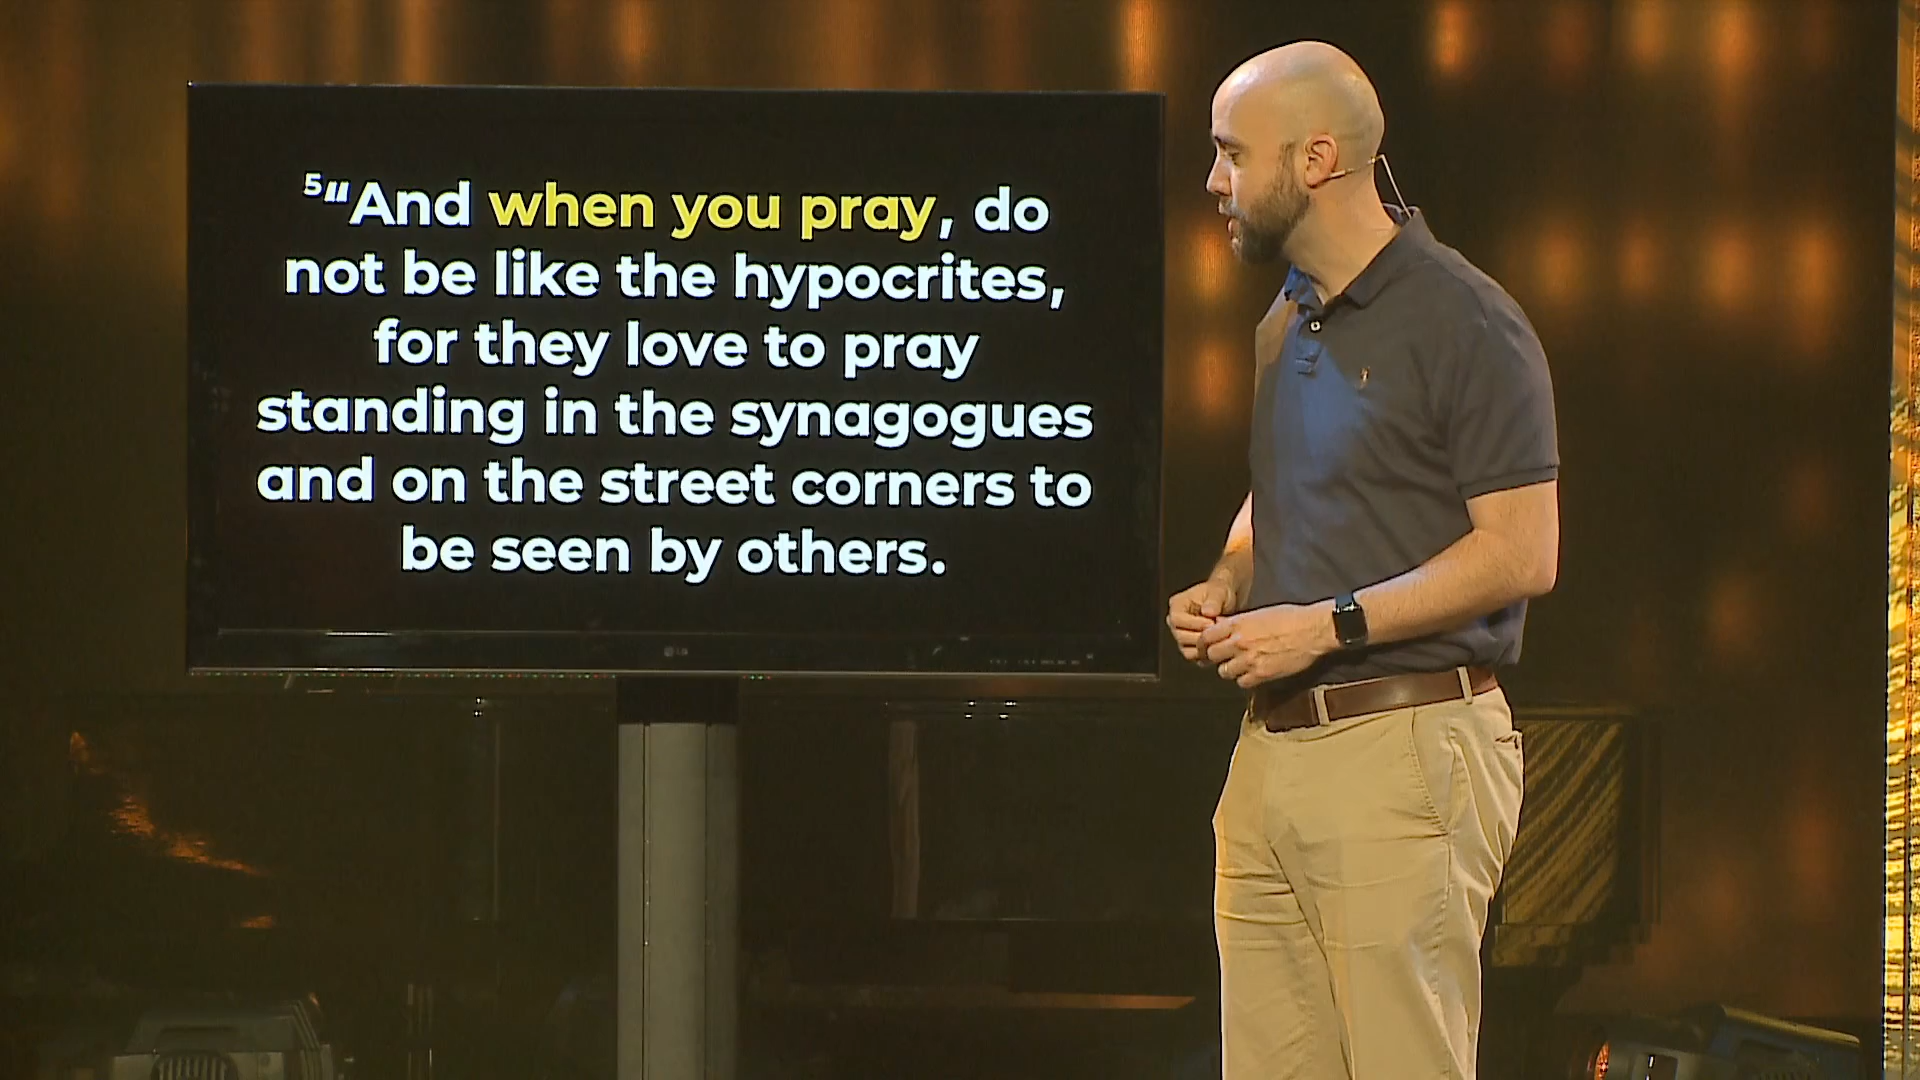 ⁵“And when you pray, do
not be like the hypocrites,
for they love to pray
standing in the synagogues
and on the street corners to
be seen by others.
LG